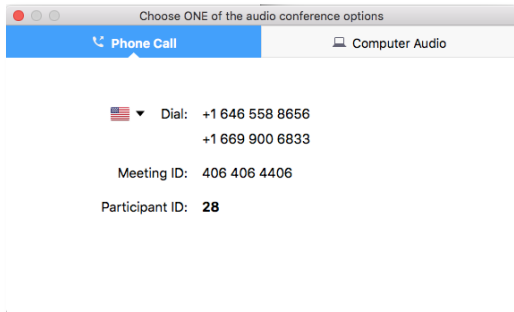 Choose ONE of the audio conference options
Phone Call
Computer Audio
Dial: +1 646 558 8656
+1 669 900 6833
Meeting ID: 406 406 4406
Participant ID: 28